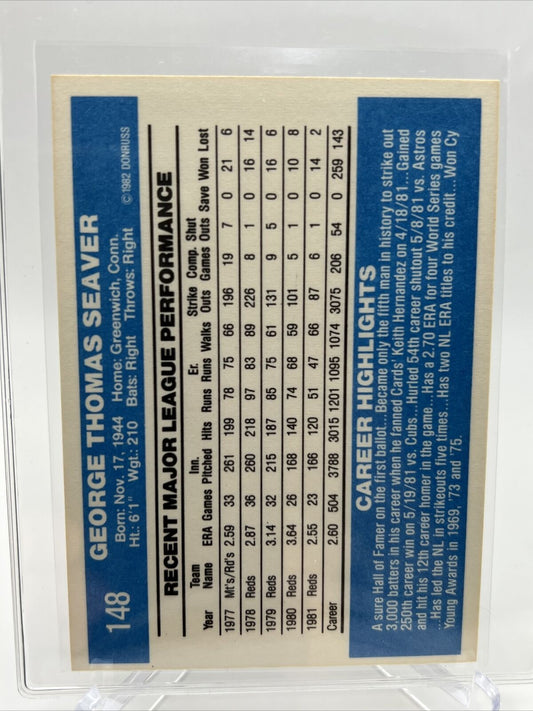 148
GEORGE THOMAS SEAVER
Born: Nov. 17, 1944 Home: Greenwich, Conn.
Ht.: 6'1" Wgt.: 210 Bats: Right Throws: Right
© 1982 DONRUSS
RECENT MAJOR LEAGUE PERFORMANCE
Team Inn. Er. Strike Comp. Shut
Year Name ERA Games Pitched Hits Runs Runs Walks Outs Games Outs Save Won Lost
1977 Mt's/Rd's 2.59 33 261 199 78 75 66 196 19 7 0 21 6
1978 Reds 2.87 36 260 218 97 83 89 226 8 1 0 16 14
1979 Reds 3.14 32 215 187 85 75 61 131 9 5 0 16 6
1980 Reds 3.64 26 168 140 74 68 59 101 5 1 0 10 8
1981 Reds 2.55 23 166 120 51 47 66 87 6 1 0 14 2
Career 2.60 504 3788 3015 1201 1095 1074 3075 206 54 0 259 143
CAREER HIGHLIGHTS
A sure Hall of Famer on the first ballot...Became only the fifth man in history to strike out
3,000 batters in his career when he fanned Cards' Keith Hernandez on 4/18/81...Gained
250th career win on 5/19/81 vs. Cubs...Hurled 54th career shutout 5/8/81 vs. Astros
and hit his 12th career homer in the game...Has a 2.70 ERA for four World Series games
...Has led the NL in strikeouts five times...Has two NL ERA titles to his credit...Won Cy
Young Awards in 1969, '73 and '75.